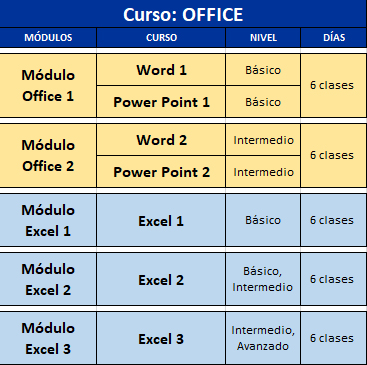 Curso: OFFICE
MÓDULOS CURSO NIVEL DÍAS
Módulo
Office 1
Word 1 Básico
Power Point 1 Básico
6 clases
Módulo
Office 2
Word 2 Intermedio
Power Point 2 Intermedio
6 clases
Módulo
Excel 1
Excel 1 Básico 6 clases
Módulo
Excel 2
Excel 2
Básico,
Intermedio
6 clases
Módulo
Excel 3
Excel 3
Intermedio,
Avanzado
6 clases